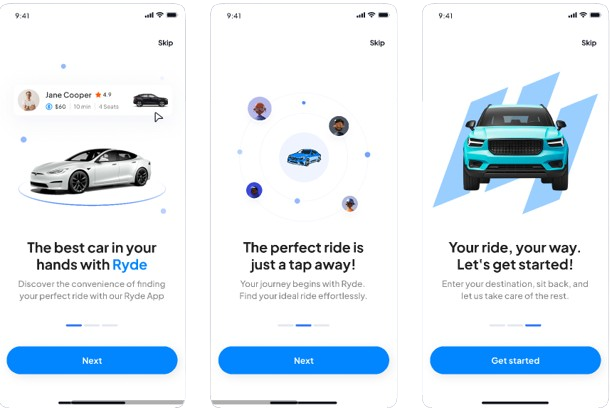 9:41
Skip
Jane Cooper 4.9
$60 10 min 4 Seats
The best car in your
hands with Ryde
Discover the convenience of finding
your perfect ride with our Ryde App
Next
9:41
Skip
The perfect ride is
just a tap away!
Your journey begins with Ryde.
Find your ideal ride effortlessly.
Next
9:41
Skip
Your ride, your way.
Let's get started!
Enter your destination, sit back, and
let us take care of the rest.
Get started